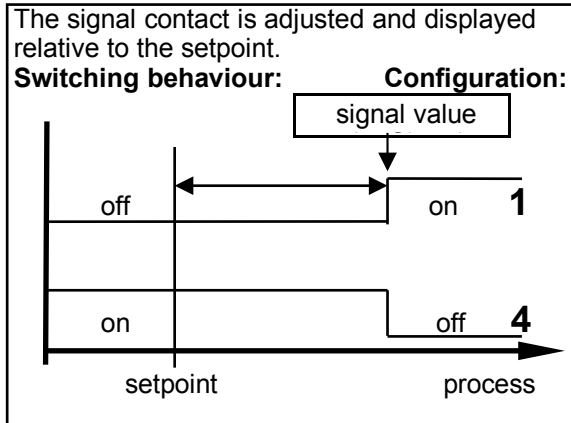 The signal contact is adjusted and displayed
relative to the setpoint.
Switching behaviour: Configuration:
signal value
off on 1
on off 4
setpoint process